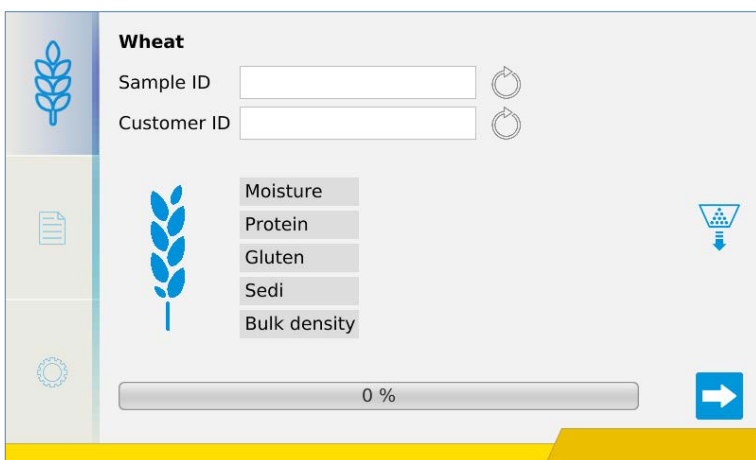 Wheat
Sample ID
Customer ID
Moisture
Protein
Gluten
Sedi
Bulk density
0 %